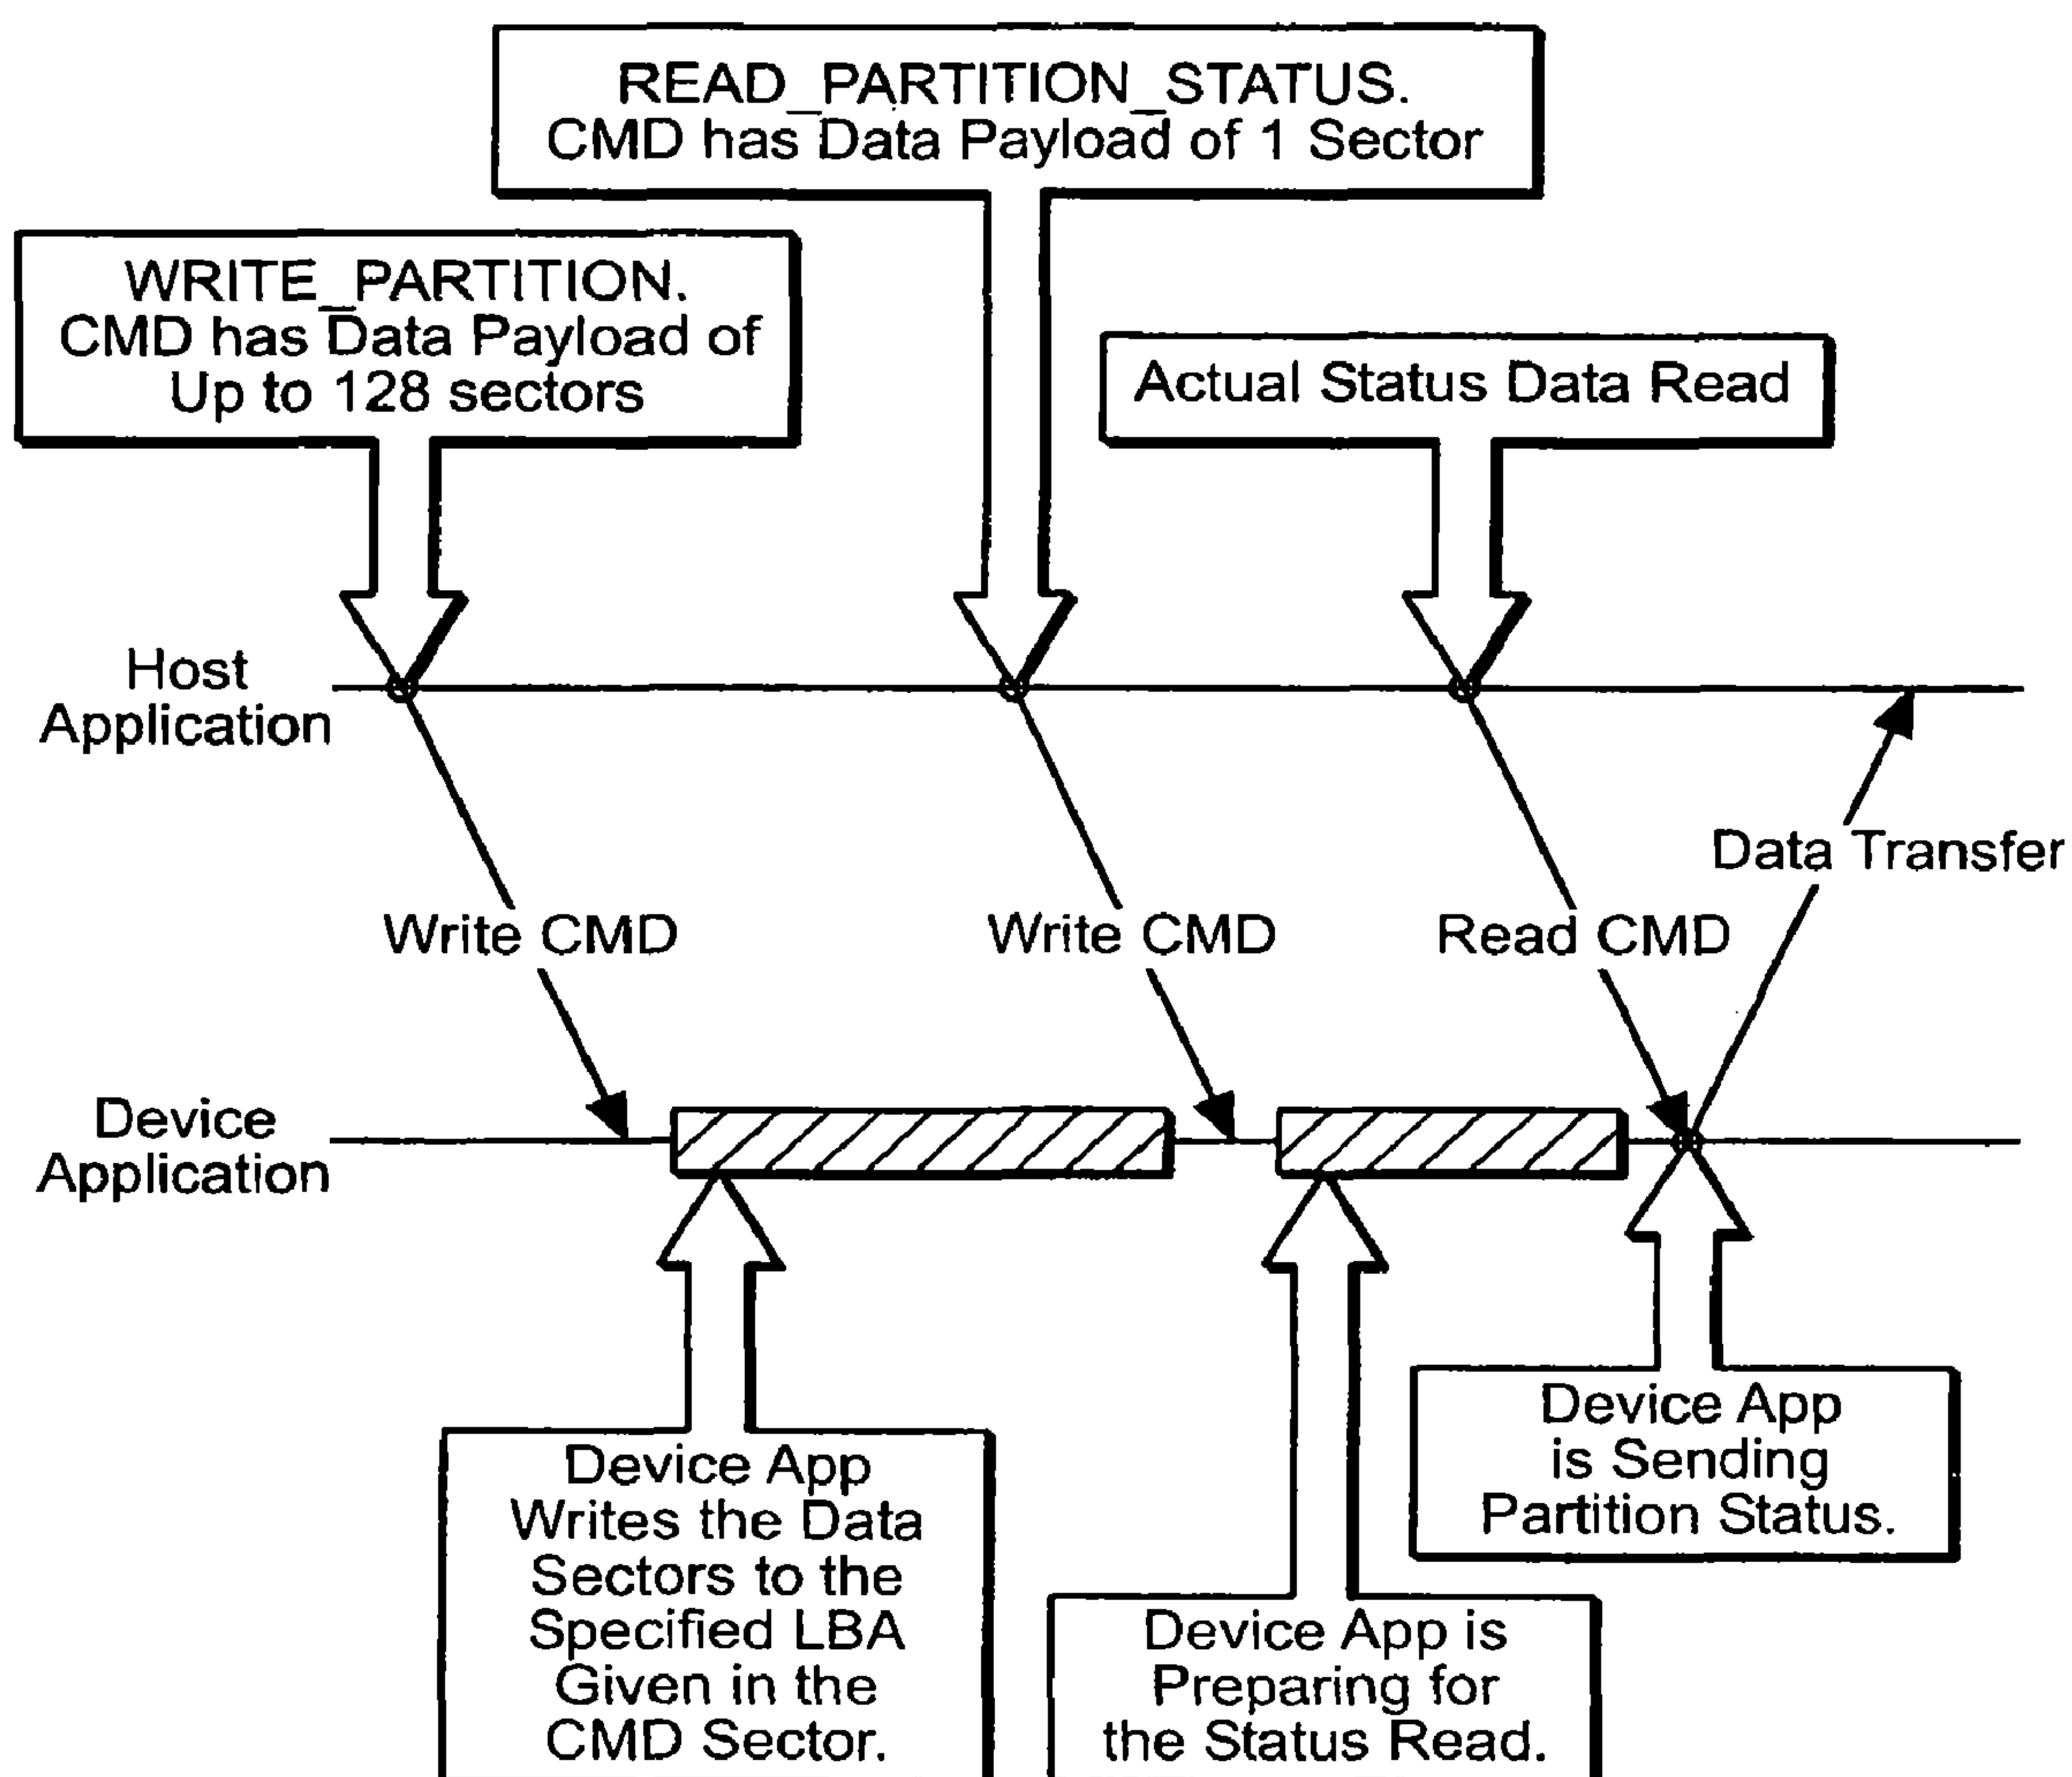 READ_PARTITION_STATUS.
CMD has Data Payload of 1 Sector
WRITE_PARTITION.
CMD has Data Payload of
Up to 128 sectors
Actual Status Data Read
Host
Application
Data Transfer
Write CMD
Write CMD
Read CMD
Device
Application
Device App
is Sending
Partition Status.
Device App
Writes the Data
Sectors to the
Specified LBA
Given in the
CMD Sector.
Device App is
Preparing for
the Status Read.